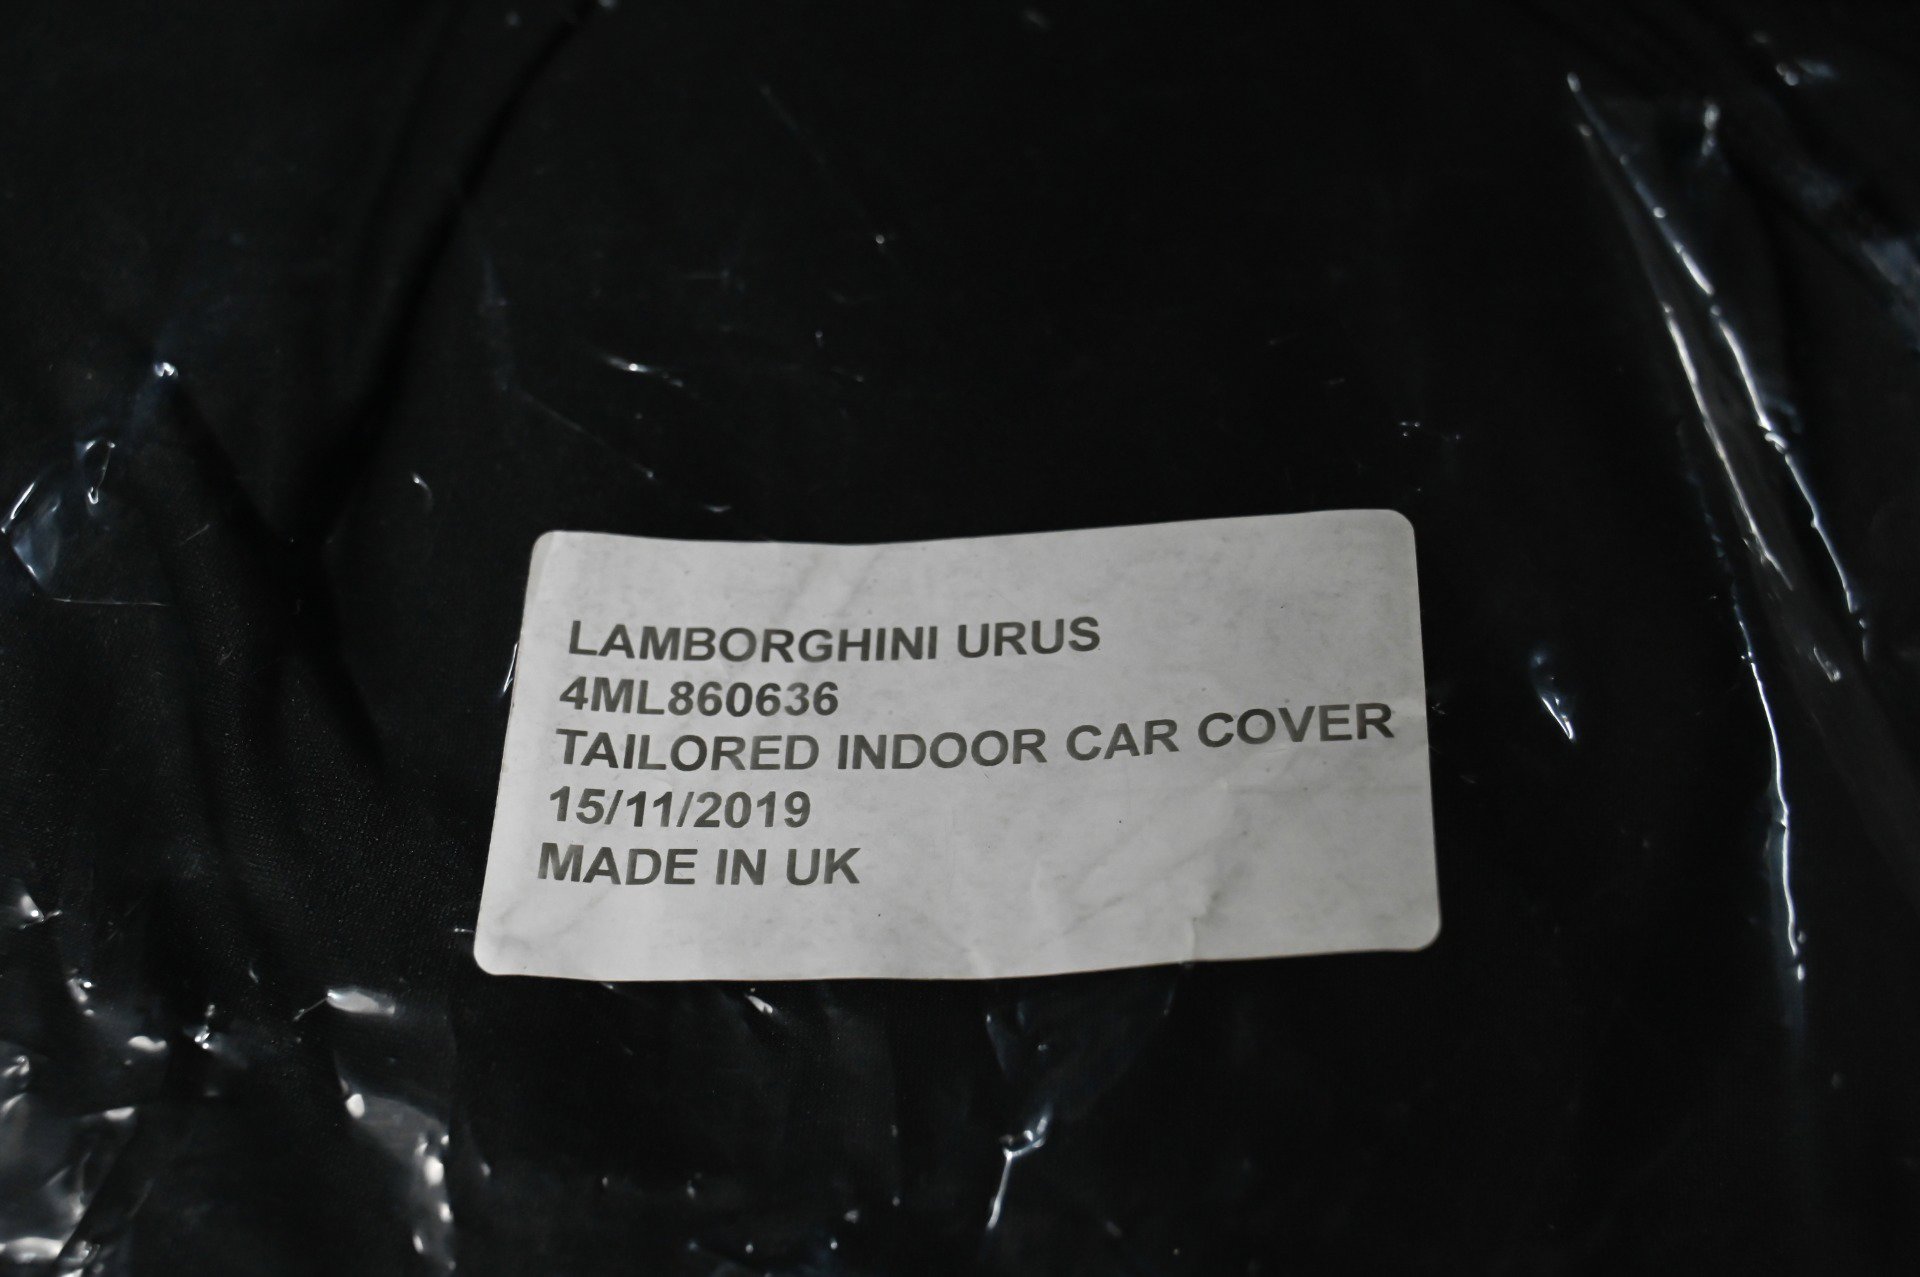 LAMBORGHINI URUS
4ML860636
TAILORED INDOOR CAR COVER
15/11/2019
MADE IN UK